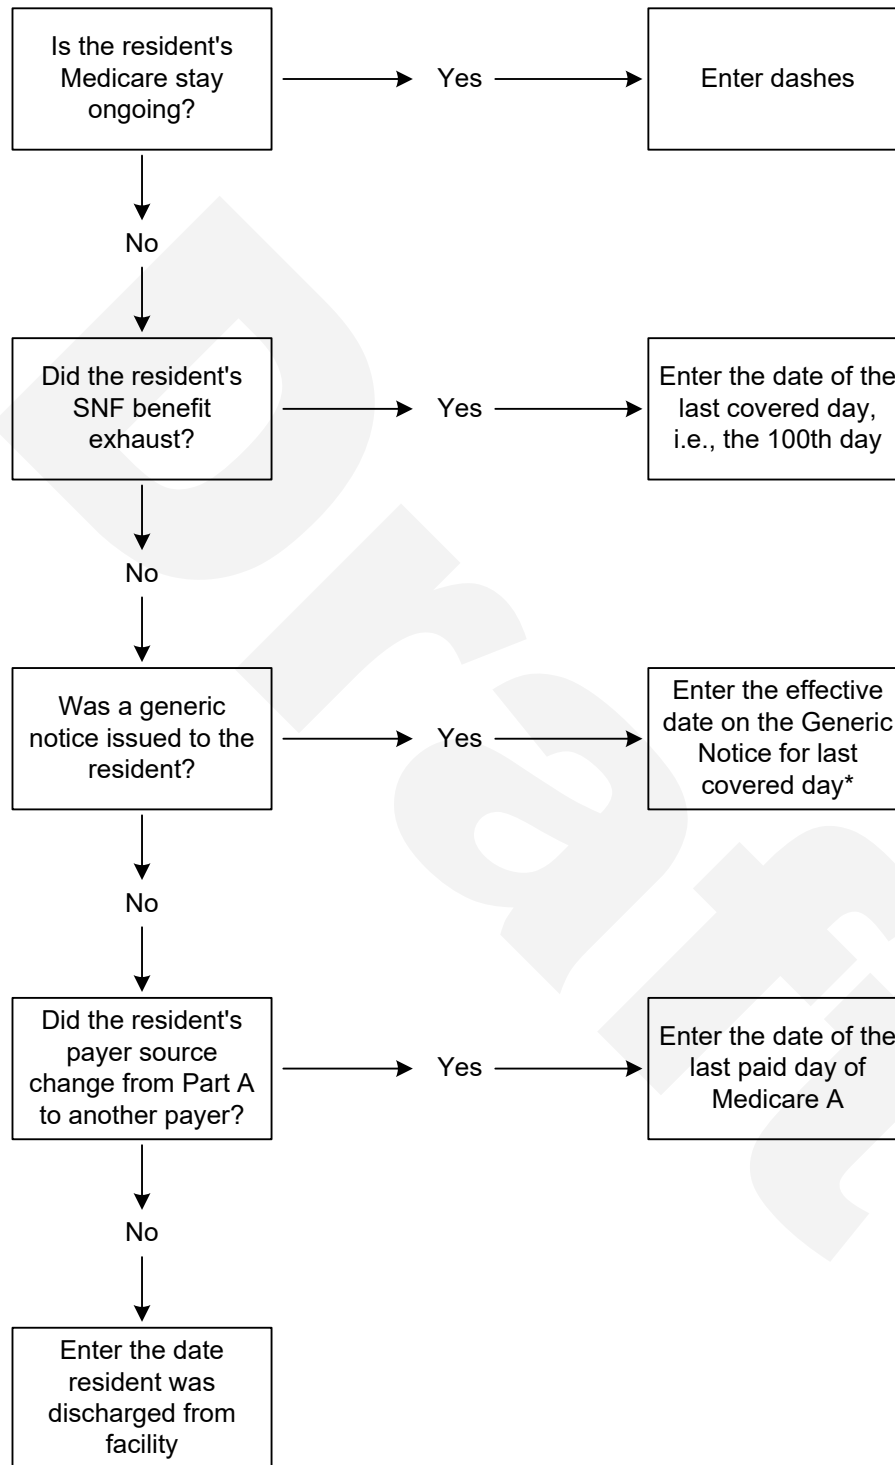 Is the resident's
Medicare stay
ongoing?
Yes
Enter dashes
No
Did the resident's
SNF benefit
exhaust?
Yes
Enter the date of the
last covered day,
i.e., the 100th day
No
Was a generic
notice issued to the
resident?
Yes
Enter the effective
date on the Generic
Notice for last
covered day*
No
Did the resident's
payer source
change from Part A
to another payer?
Yes
Enter the date of the
last paid day of
Medicare A
No
Enter the date
resident was
discharged from
facility
Draft